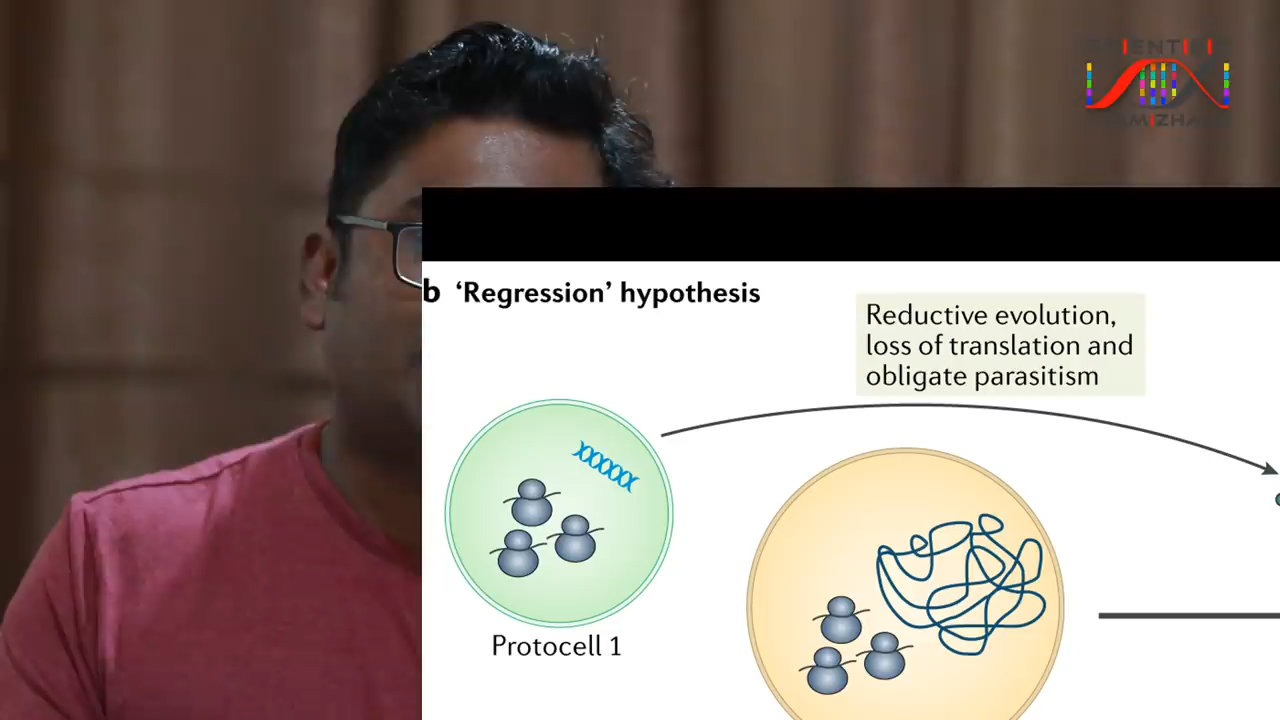 b ‘Regression’ hypothesis
Reductive evolution,
loss of translation and
obligate parasitism
Protocell 1